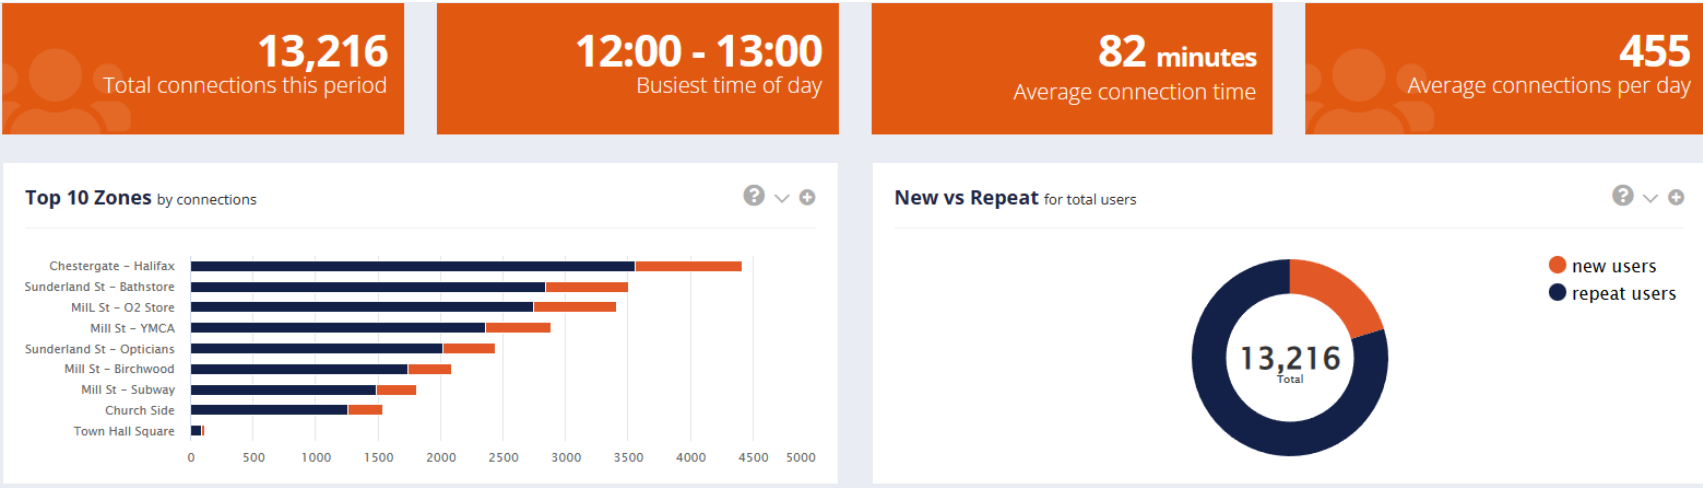 13,216
Total connections this period
12:00 - 13:00
Busiest time of day
82 minutes
Average connection time
455
Average connections per day
Top 10 Zones by connections
?
Chestergate - Halifax
Sunderland St - Bathstore
MilL St - O2 Store
Mill St - YMCA
Sunderland St - Opticians
Mill St - Birchwood
Mill St - Subway
Church Side
Town Hall Square
0 500 1000 1500 2000 2500 3000 3500 4000 4500 5000
New vs Repeat for total users
?
new users
repeat users
13,216
Total